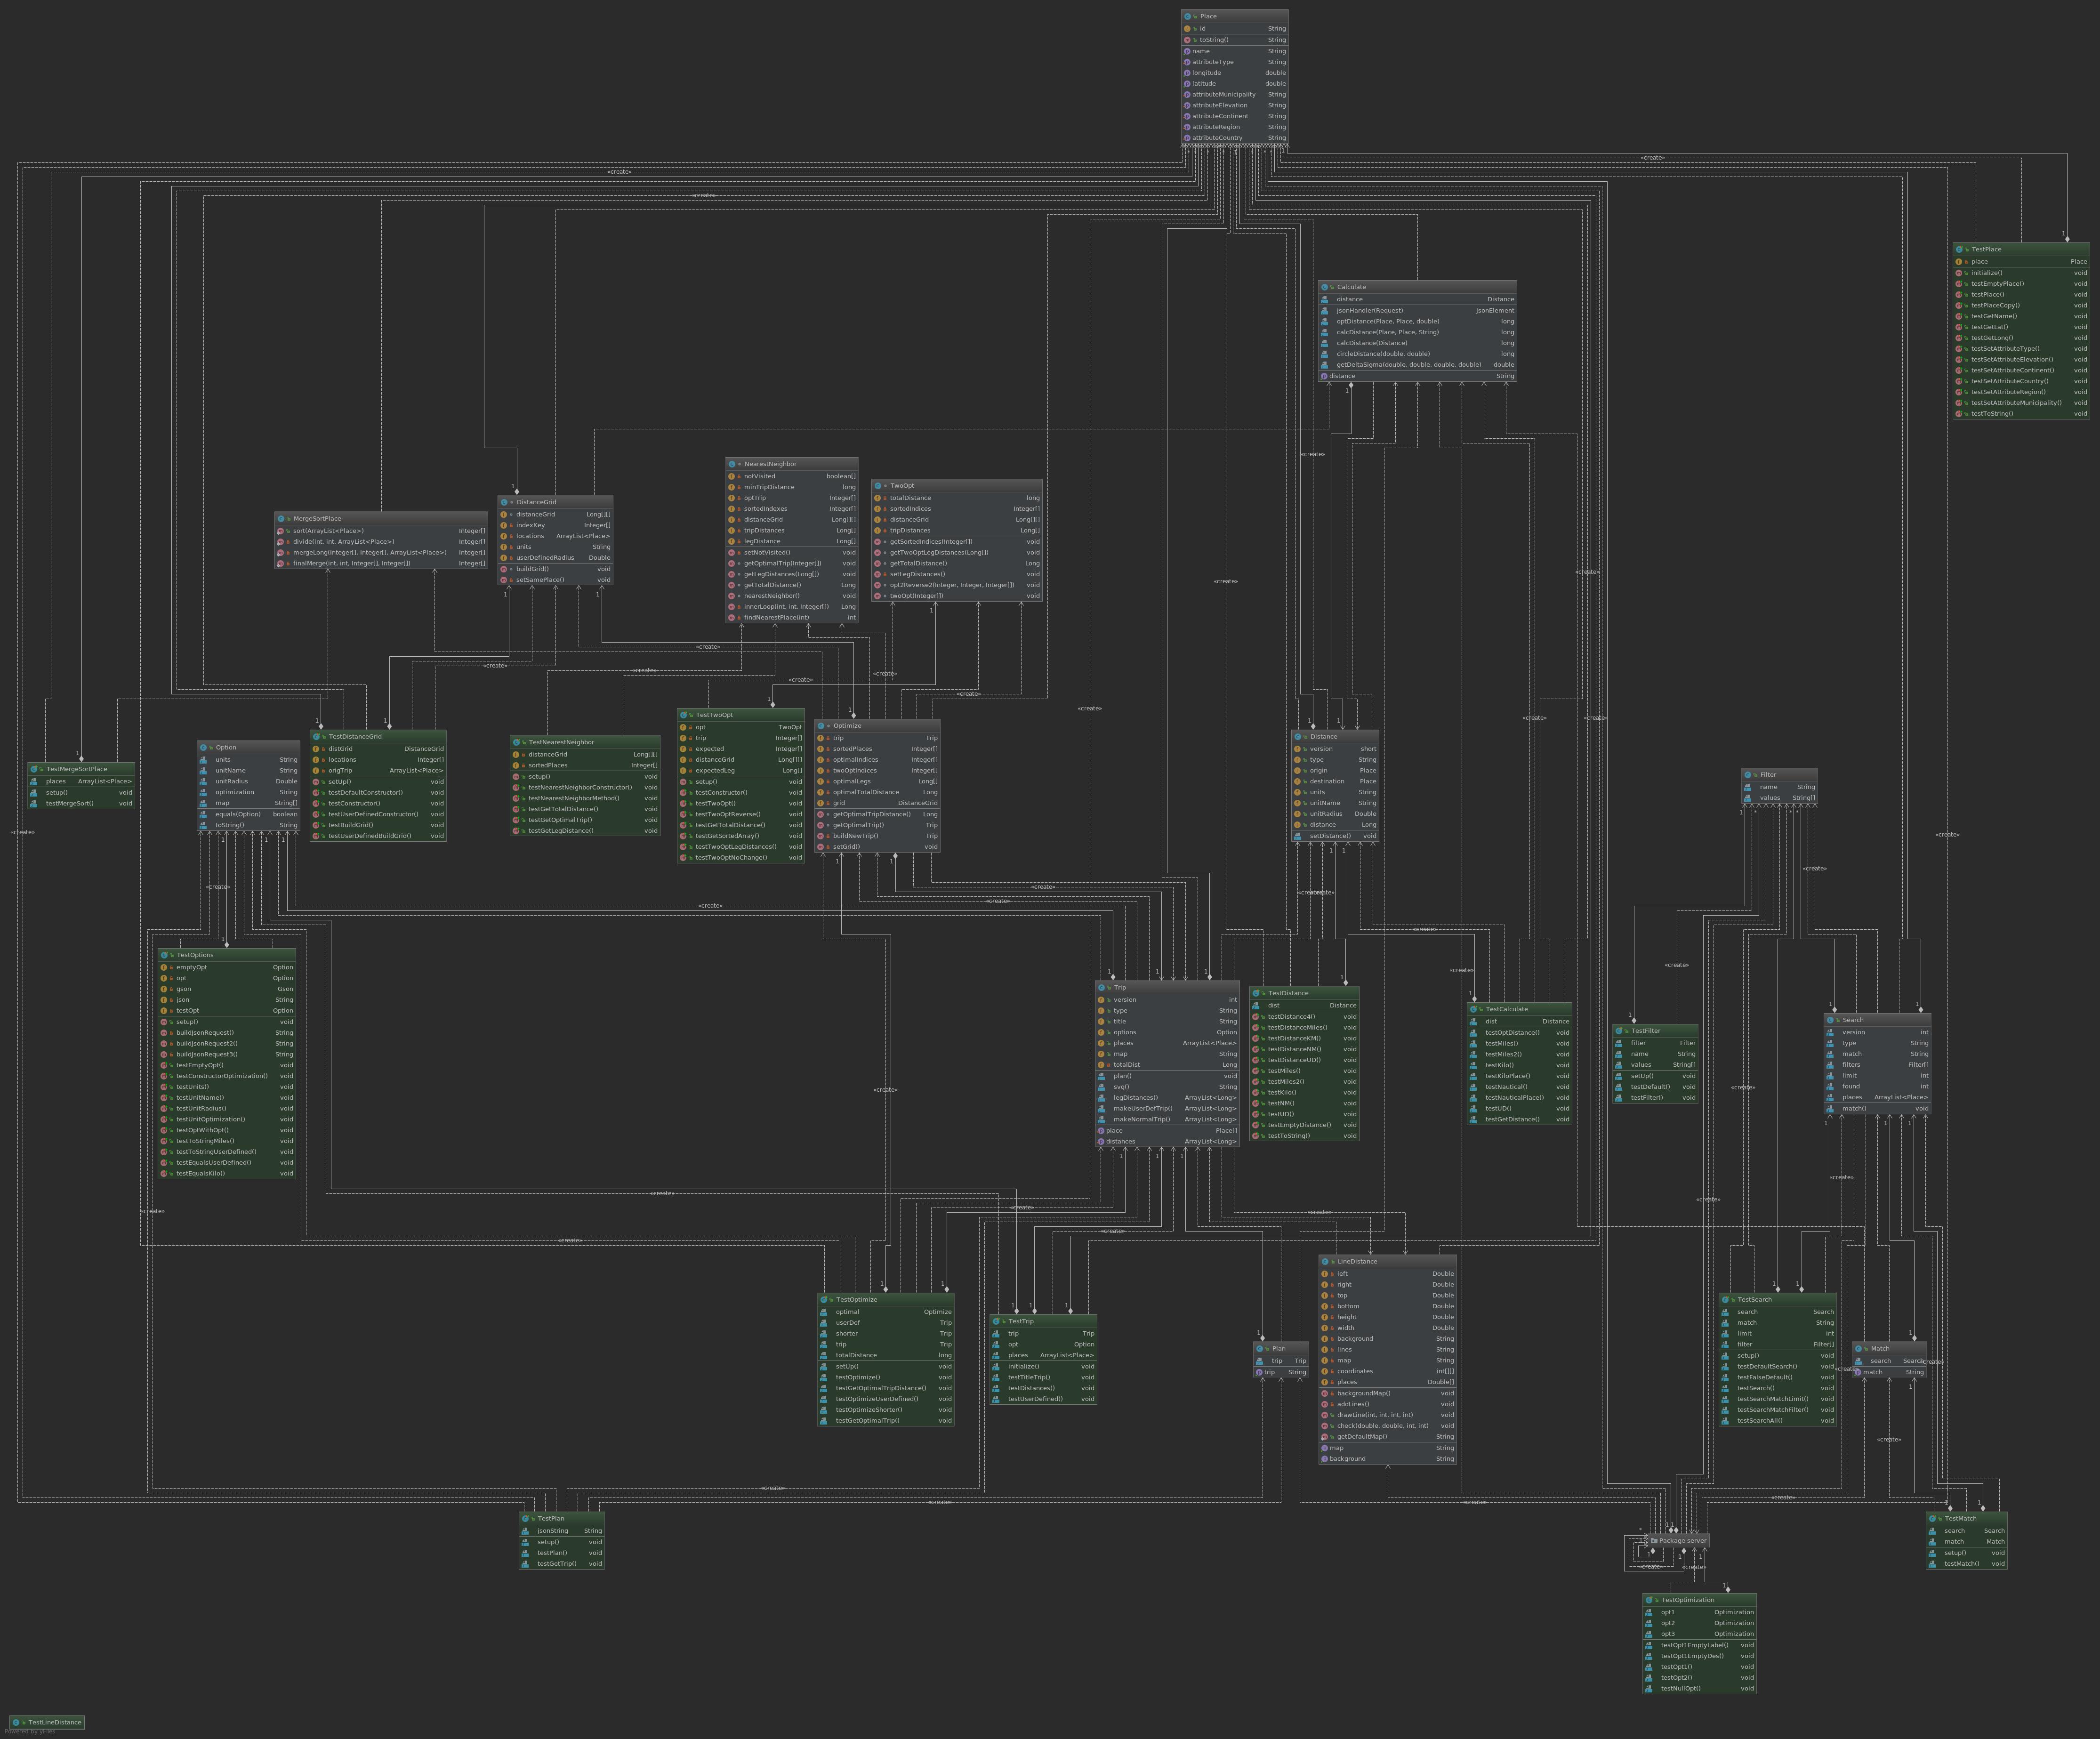 Place
id String
toString() String
name String
attributeType String
longitude double
latitude double
attributeMunicipality String
attributeElevation String
attributeContinent String
attributeRegion String
attributeCountry String
TestPlace
place Place
initialize() void
testEmptyPlace() void
testPlace() void
testPlaceCopy() void
testGetName() void
testGetLat() void
testGetLong() void
testSetAttributeType() void
testSetAttributeElevation() void
testSetAttributeContinent() void
testSetAttributeCountry() void
testSetAttributeRegion() void
testSetAttributeMunicipality() void
testToString() void
Calculate
distance Distance
jsonHandler(Request) JsonElement
optDistance(Place, Place, double) long
calcDistance(Place, Place, String) long
calcDistance(Distance) long
circleDistance(double, double) long
getDeltaSigma(double, double, double, double) double
distance String
MergeSortPlace
sort(ArrayList<Place>) Integer[]
divide(int, int, ArrayList<Place>) Integer[]
mergeLong(Integer[], Integer[], ArrayList<Place>) Integer[]
finalMerge(int, int, Integer[], Integer[]) Integer[]
DistanceGrid
distanceGrid Long[][]
indexKey Integer[]
locations ArrayList<Place>
units String
userDefinedRadius Double
buildGrid() void
setSamePlace() void
NearestNeighbor
notVisited boolean[]
minTripDistance long
optTrip Integer[]
sortedIndexes Integer[]
distanceGrid Long[][]
tripDistances Long[]
legDistance Long[]
setNotVisited() void
getOptimalTrip(Integer[]) void
getLegDistances(Long[]) void
getTotalDistance() Long
nearestNeighbor() void
innerLoop(int, int, Integer[]) Long
findNearestPlace(int) int
TwoOpt
totalDistance long
sortedIndices Integer[]
distanceGrid Long[][]
tripDistances Long[]
getSortedIndices(Integer[]) void
getTwoOptLegDistances(Long[]) void
getTotalDistance() Long
setLegDistances() void
opt2Reverse2(Integer, Integer, Integer[]) void
twoOpt(Integer[]) void
TestMergeSortPlace
places ArrayList<Place>
setup() void
testMergeSort() void
Option
units String
unitName String
unitRadius Double
optimization String
map String[]
equals(Option) boolean
toString() String
TestDistanceGrid
distGrid DistanceGrid
locations Integer[]
origTrip ArrayList<Place>
setUp() void
testDefaultConstructor() void
testConstructor() void
testUserDefinedConstructor() void
testBuildGrid() void
testUserDefinedBuildGrid() void
TestNearestNeighbor
distanceGrid Long[][]
sortedPlaces Integer[]
setup() void
testNearestNeighborConstructor() void
testNearestNeighborMethod() void
testGetTotalDistance() void
testGetOptimalTrip() void
testGetLegDistance() void
TestTwoOpt
opt TwoOpt
trip Integer[]
expected Integer[]
distanceGrid Long[][]
expectedLeg Long[]
setup() void
testConstructor() void
testTwoOpt() void
testTwoOptReverse() void
testGetTotalDistance() void
testGetSortedArray() void
testTwoOptLegDistances() void
testTwoOptNoChange() void
Optimize
trip Trip
sortedPlaces Integer[]
optimalIndices Integer[]
twoOptIndices Integer[]
optimalLegs Long[]
optimalTotalDistance Long
grid DistanceGrid
getOptimalTripDistance() Long
getOptimalTrip() Trip
buildNewTrip() Trip
setGrid() void
Distance
version short
type String
origin Place
destination Place
units String
unitName String
unitRadius Double
distance Long
setDistance() void
Filter
name String
values String[]
TestOptions
emptyOpt Option
opt Option
gson Gson
json String
testOpt Option
setup() void
buildJsonRequest() String
buildJsonRequest2() String
buildJsonRequest3() String
testEmptyOpt() void
testConstructorOptimization() void
testUnits() void
testUnitName() void
testUnitRadius() void
testUnitOptimization() void
testOptWithOpt() void
testToStringMiles() void
testToStringUserDefined() void
testEqualsUserDefined() void
testEqualsKilo() void
Trip
version int
type String
title String
options Option
places ArrayList<Place>
map String
totalDist Long
plan() void
svg() String
legDistances() ArrayList<Long>
makeUserDefTrip() ArrayList<Long>
makeNormalTrip() ArrayList<Long>
place Place[]
distances ArrayList<Long>
TestDistance
dist Distance
testDistance4() void
testDistanceMiles() void
testDistanceKM() void
testDistanceNM() void
testDistanceUD() void
testMiles() void
testMiles2() void
testKilo() void
testNM() void
testUD() void
testEmptyDistance() void
testToString() void
TestCalculate
dist Distance
testOptDistance() void
testMiles() void
testMiles2() void
testKilo() void
testKiloPlace() void
testNautical() void
testNauticalPlace() void
testUD() void
testGetDistance() void
TestFilter
filter Filter
name String
values String[]
setUp() void
testDefault() void
testFilter() void
Search
version int
type String
match String
filters Filter[]
limit int
found int
places ArrayList<Place>
match() void
TestOptimize
optimal Optimize
userDef Trip
shorter Trip
trip Trip
totalDistance long
setUp() void
testOptimize() void
testGetOptimalTripDistance() void
testOptimizeUserDefined() void
testOptimizeShorter() void
testGetOptimalTrip() void
TestTrip
trip Trip
opt Option
places ArrayList<Place>
initialize() void
testTitleTrip() void
testDistances() void
testUserDefined() void
Plan
trip Trip
trip String
LineDistance
left Double
right Double
top Double
bottom Double
height Double
width Double
background String
lines String
map String
coordinates int[][]
places Double[]
backgroundMap() void
addLines() void
drawLine(int, int, int, int) void
check(double, double, int, int) void
getDefaultMap() String
map String
background String
TestSearch
search Search
match String
limit int
filter Filter[]
setup() void
testDefaultSearch() void
testFalseDefault() void
testSearch() void
testSearchMatchLimit() void
testSearchMatchFilter() void
testSearchAll() void
Match
search Search
match String
TestPlan
jsonString String
setup() void
testPlan() void
testGetTrip() void
Package server
TestMatch
search Search
match Match
setup() void
testMatch() void
TestOptimization
opt1 Optimization
opt2 Optimization
opt3 Optimization
testOpt1EmptyLabel() void
testOpt1EmptyDes() void
testOpt1() void
testOpt2() void
testNullOpt() void
TestLineDistance
Powered by yFiles